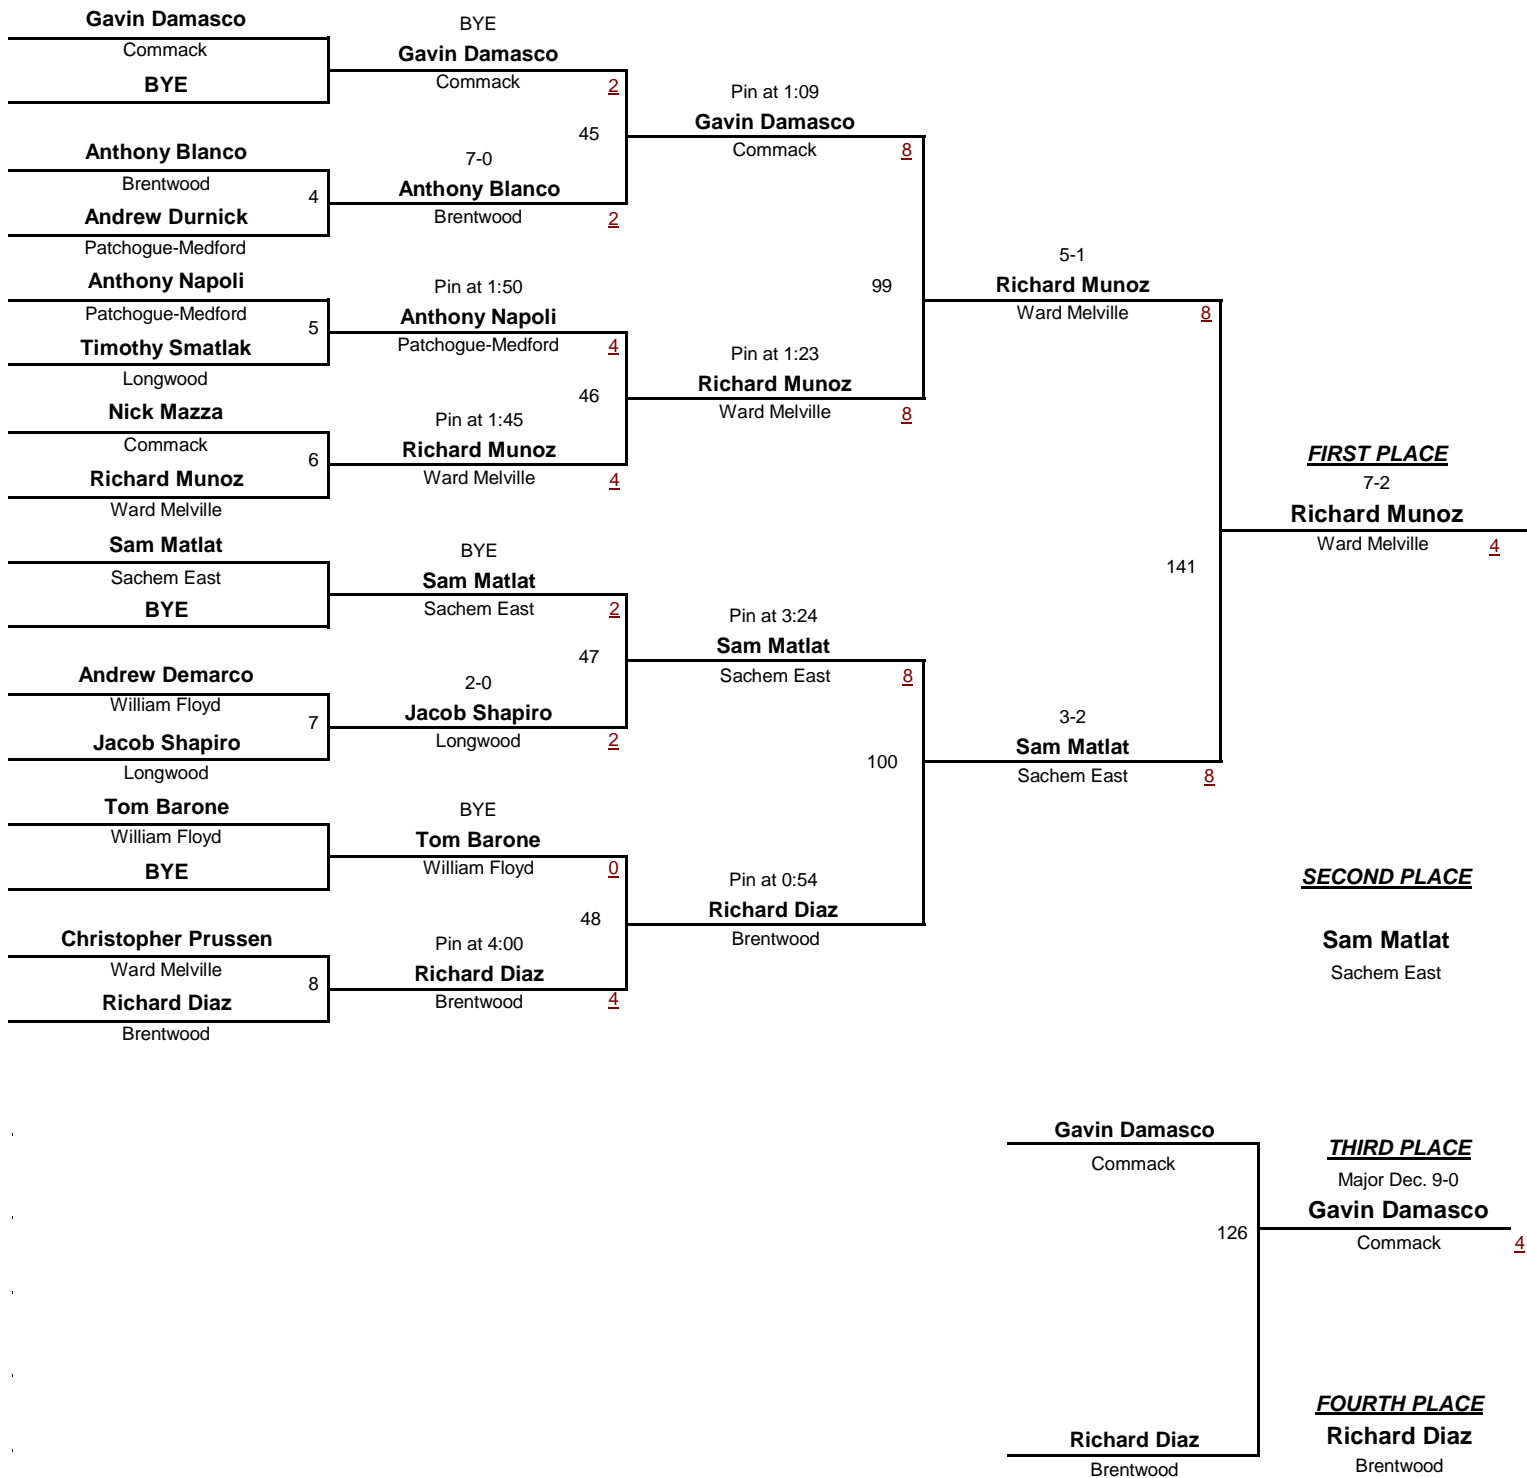 Gavin Damasco
Commack
BYE
Anthony Blanco
Brentwood
4
Andrew Durnick
Patchogue-Medford
Anthony Napoli
Patchogue-Medford
5
Timothy Smatlak
Longwood
Nick Mazza
Commack
6
Richard Munoz
Ward Melville
Sam Matlat
Sachem East
BYE
Andrew Demarco
William Floyd
7
Jacob Shapiro
Longwood
Tom Barone
William Floyd
BYE
Christopher Prussen
Ward Melville
8
Richard Diaz
Brentwood
BYE
Gavin Damasco
Commack 2
45
7-0
Anthony Blanco
Brentwood 2
Pin at 1:50
Anthony Napoli
Patchogue-Medford 4
46
Pin at 1:45
Richard Munoz
Ward Melville 4
BYE
Sam Matlat
Sachem East 2
47
2-0
Jacob Shapiro
Longwood 2
BYE
Tom Barone
William Floyd 0
48
Pin at 4:00
Richard Diaz
Brentwood 4
Pin at 1:09
Gavin Damasco
Commack 8
99
Pin at 1:23
Richard Munoz
Ward Melville 8
Pin at 3:24
Sam Matlat
Sachem East 8
100
Pin at 0:54
Richard Diaz
Brentwood
5-1
Richard Munoz
Ward Melville 8
141
3-2
Sam Matlat
Sachem East 8
FIRST PLACE
7-2
Richard Munoz
Ward Melville 4
SECOND PLACE
Sam Matlat
Sachem East
Gavin Damasco
Commack
126
Richard Diaz
Brentwood
THIRD PLACE
Major Dec. 9-0
Gavin Damasco
Commack 4
FOURTH PLACE
Richard Diaz
Brentwood